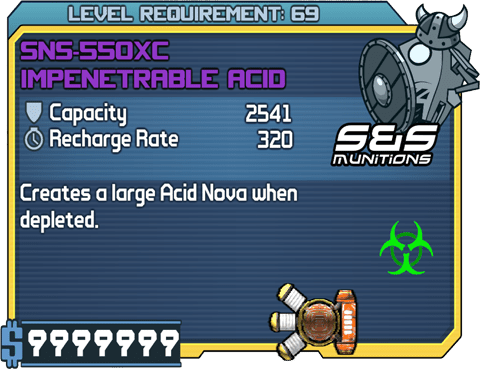 LEVEL REQUIREMENT: 69
SNS-550XC
IMPENETRABLE ACID
Capacity 2541
Recharge Rate 320
S&S
MUNITIONS
Creates a large Acid Nova when
depleted.
$9999999